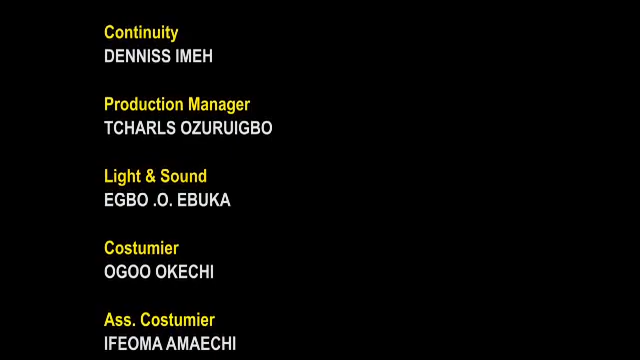 Continuity
DENNISS IMEH
Production Manager
TCHARLS OZURUIGBO
Light & Sound
EGBO .O. EBUKA
Costumier
OGOO OKECHI
Ass. Costumier
IFEOMA AMAECHI